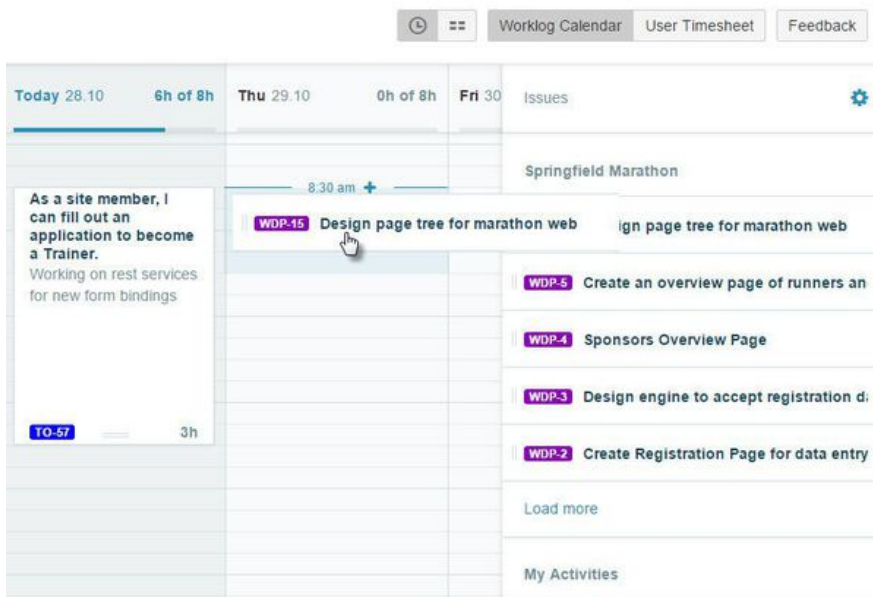 Worklog Calendar User Timesheet Feedback
Today 28.10 6h of 8h Thu 29.10 0h of 8h Fri 30 Issues
Springfield Marathon
8:30 am +
As a site member, I
can fill out an
application to become
a Trainer.
Working on rest services
for new form bindings
TO-57 3h
WDP-15 Design page tree for marathon web
ign page tree for marathon web
WDP-5 Create an overview page of runners an
WDP-4 Sponsors Overview Page
WDP-3 Design engine to accept registration d
WDP-2 Create Registration Page for data entry
Load more
My Activities